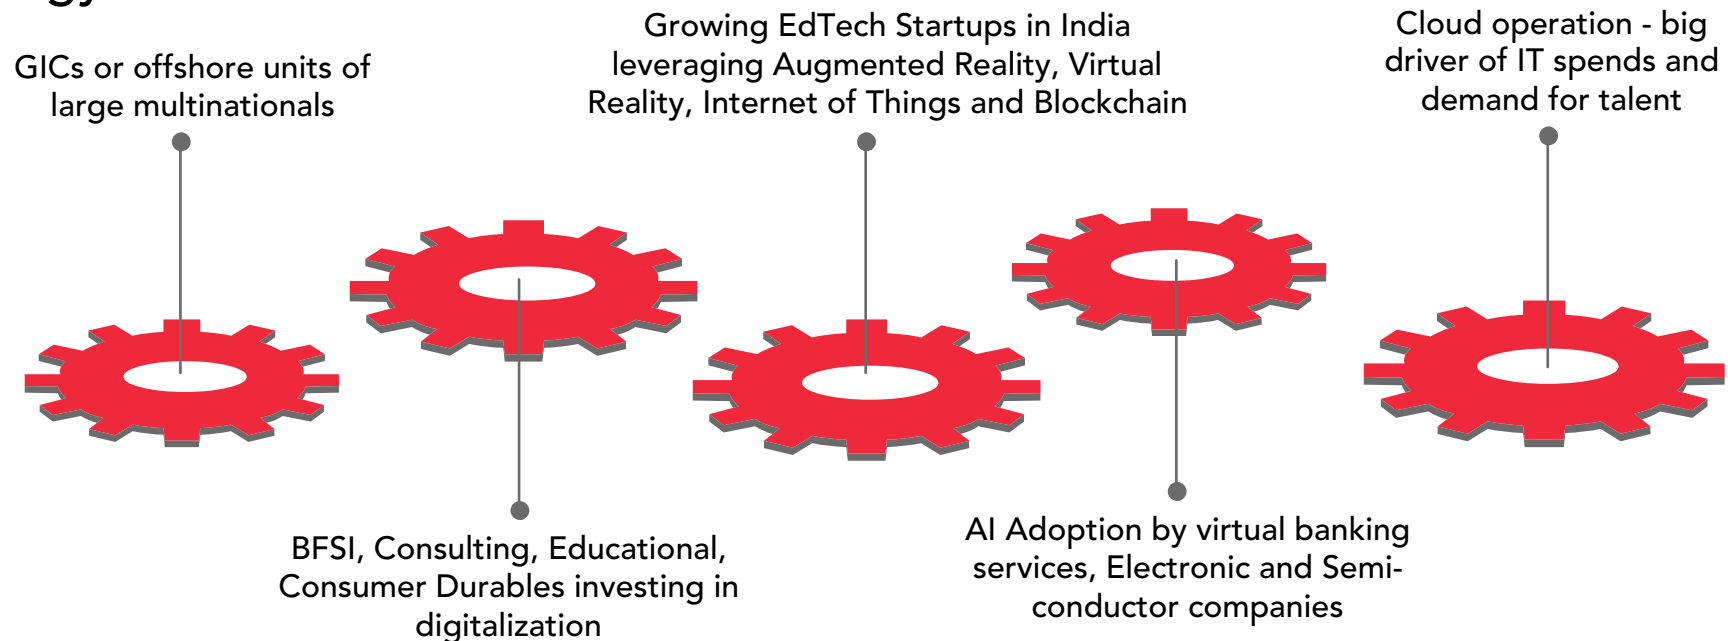 GICs or offshore units of
large multinationals
BFSI, Consulting, Educational,
Consumer Durables investing in
digitalization
Growing EdTech Startups in India
leveraging Augmented Reality, Virtual
Reality, Internet of Things and Blockchain
AI Adoption by virtual banking
services, Electronic and Semi-
conductor companies
Cloud operation - big
driver of IT spends and
demand for talent